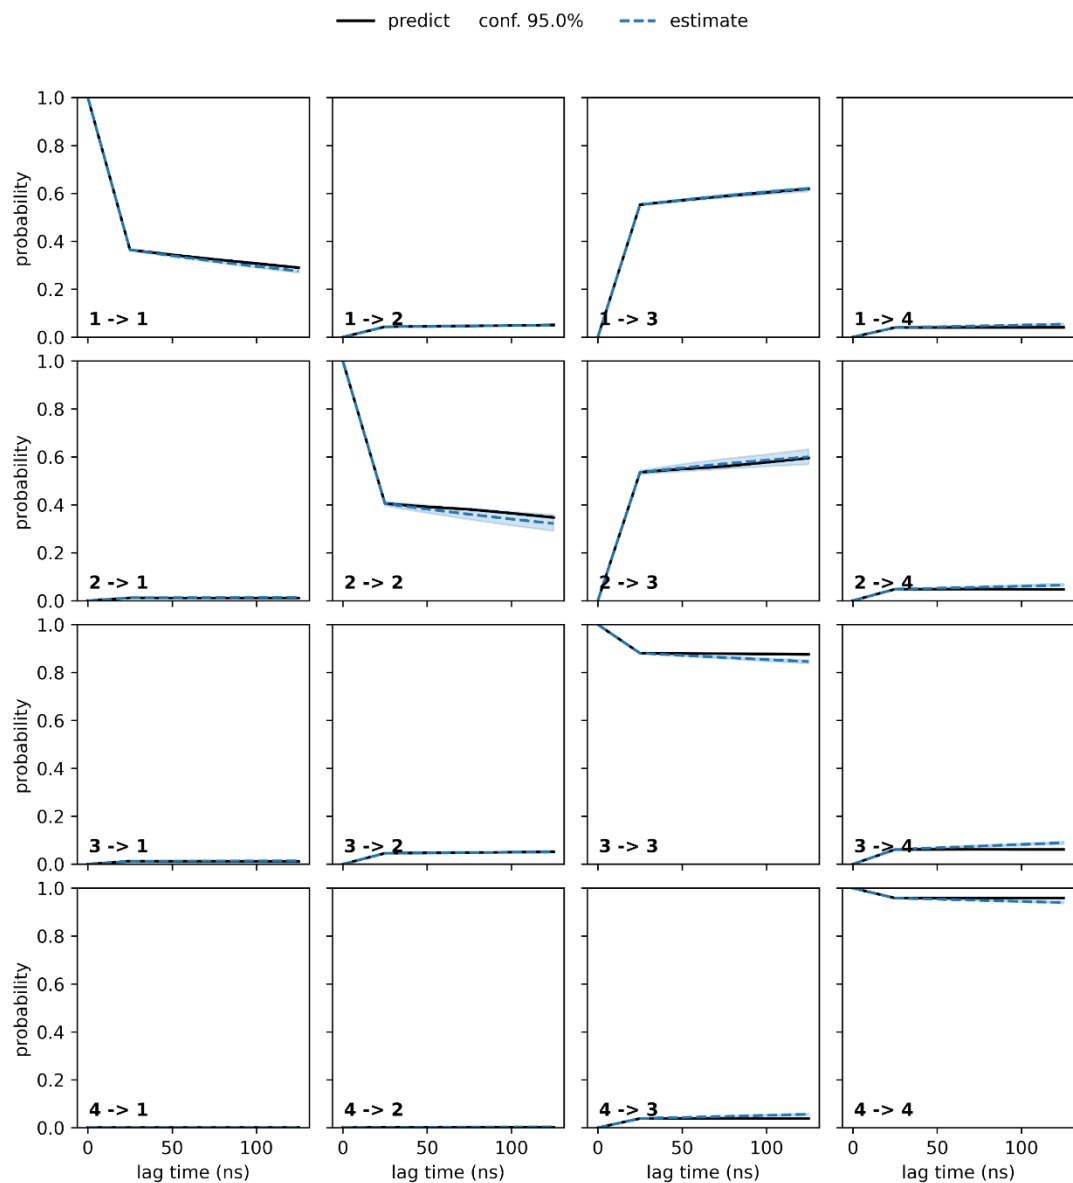 predict conf. 95.0% estimate
1.0
0.8
0.6
0.4
0.2
0.0
probability
1 -> 1
1 -> 2
1 -> 3
1 -> 4
1.0
0.8
0.6
0.4
0.2
0.0
probability
2 -> 1
2 -> 2
2 -> 3
2 -> 4
1.0
0.8
0.6
0.4
0.2
0.0
probability
3 -> 1
3 -> 2
3 -> 3
3 -> 4
1.0
0.8
0.6
0.4
0.2
0.0
probability
4 -> 1
4 -> 2
4 -> 3
4 -> 4
0 50 100 0 50 100 0 50 100 0 50 100
lag time (ns) lag time (ns) lag time (ns) lag time (ns)